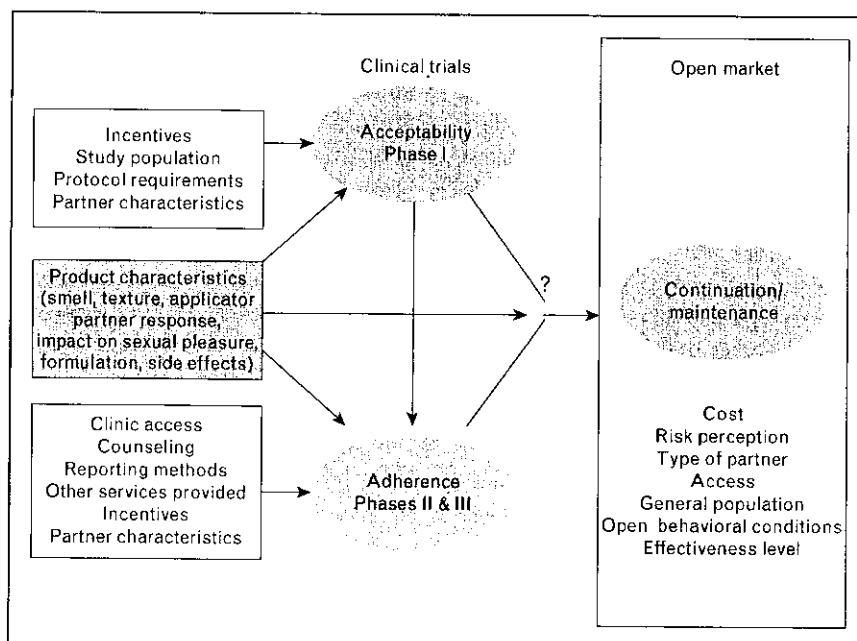 Clinical trials
Open market
Incentives
Study population
Protocol requirements
Partner characteristics
Acceptability
Phase I
Product characteristics
(smell, texture, applicator
partner response,
impact on sexual pleasure,
formulation, side effects)
?
Continuation/
maintenance
Clinic access
Counseling
Reporting methods
Other services provided
Incentives
Partner characteristics
Adherence
Phases II & III
Cost
Risk perception
Type of partner
Access
General population
Open behavioral conditions
Effectiveness level